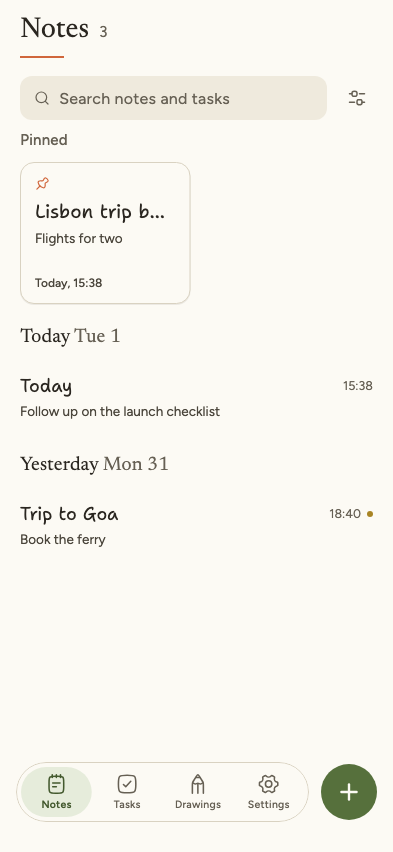 Notes 3
Search notes and tasks
Pinned
Lisbon trip b...
Flights for two
Today, 15:38
Today Tue 1
Today 15:38
Follow up on the launch checklist
Yesterday Mon 31
Trip to Goa 18:40
Book the ferry
Notes Tasks Drawings Settings